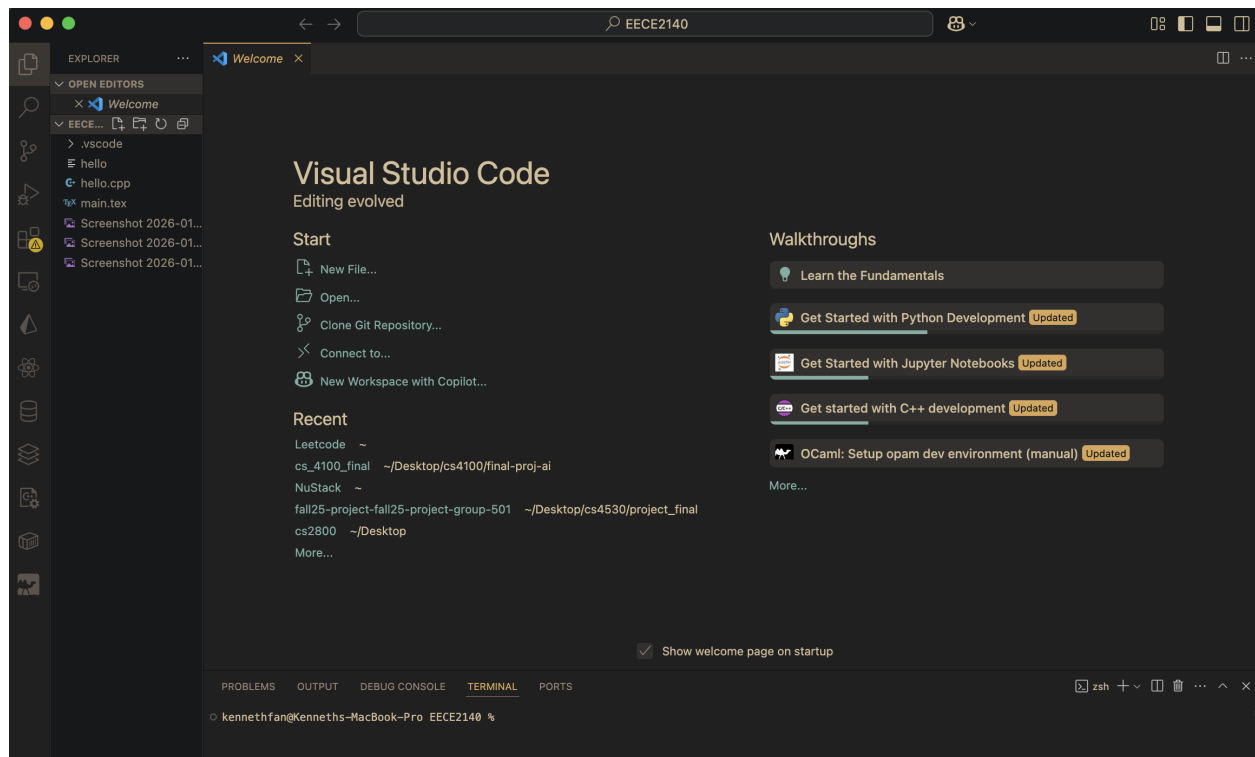 EECE2140
EXPLORER
OPEN EDITORS
Welcome
EECE...
.vscode
hello
hello.cpp
main.tex
Screenshot 2026-01...
Screenshot 2026-01...
Screenshot 2026-01...
Welcome
Visual Studio Code
Editing evolved
Start
New File...
Open...
Clone Git Repository...
Connect to...
New Workspace with Copilot...
Recent
Leetcode ~
cs_4100_final ~/Desktop/cs4100/final-proj-ai
NuStack ~
fall25-project-fall25-project-group-501 ~/Desktop/cs4530/project_final
cs2800 ~/Desktop
More...
Walkthroughs
Learn the Fundamentals
Get Started with Python Development Updated
Get Started with Jupyter Notebooks Updated
Get started with C++ development Updated
OCaml: Setup opam dev environment (manual) Updated
More...
Show welcome page on startup
PROBLEMS OUTPUT DEBUG CONSOLE TERMINAL PORTS
zsh
kennethfan@Kenneths-MacBook-Pro EECE2140 %